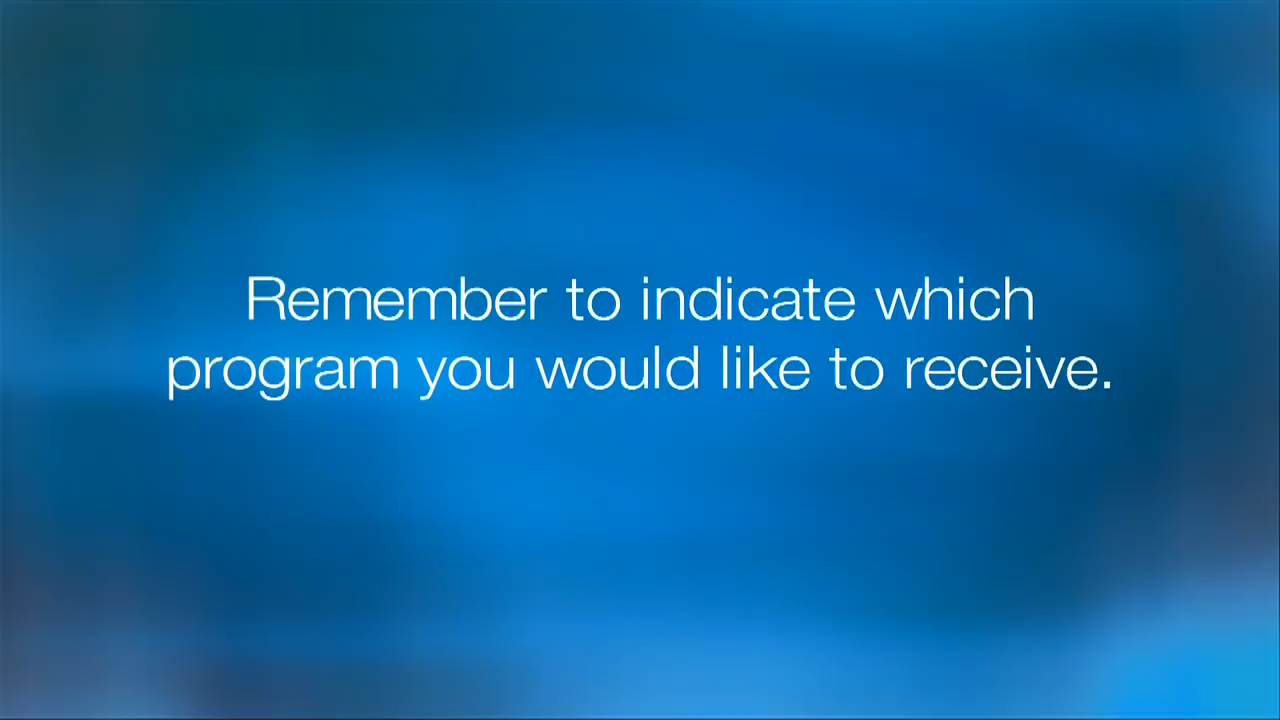 Remember to indicate which
program you would like to receive.